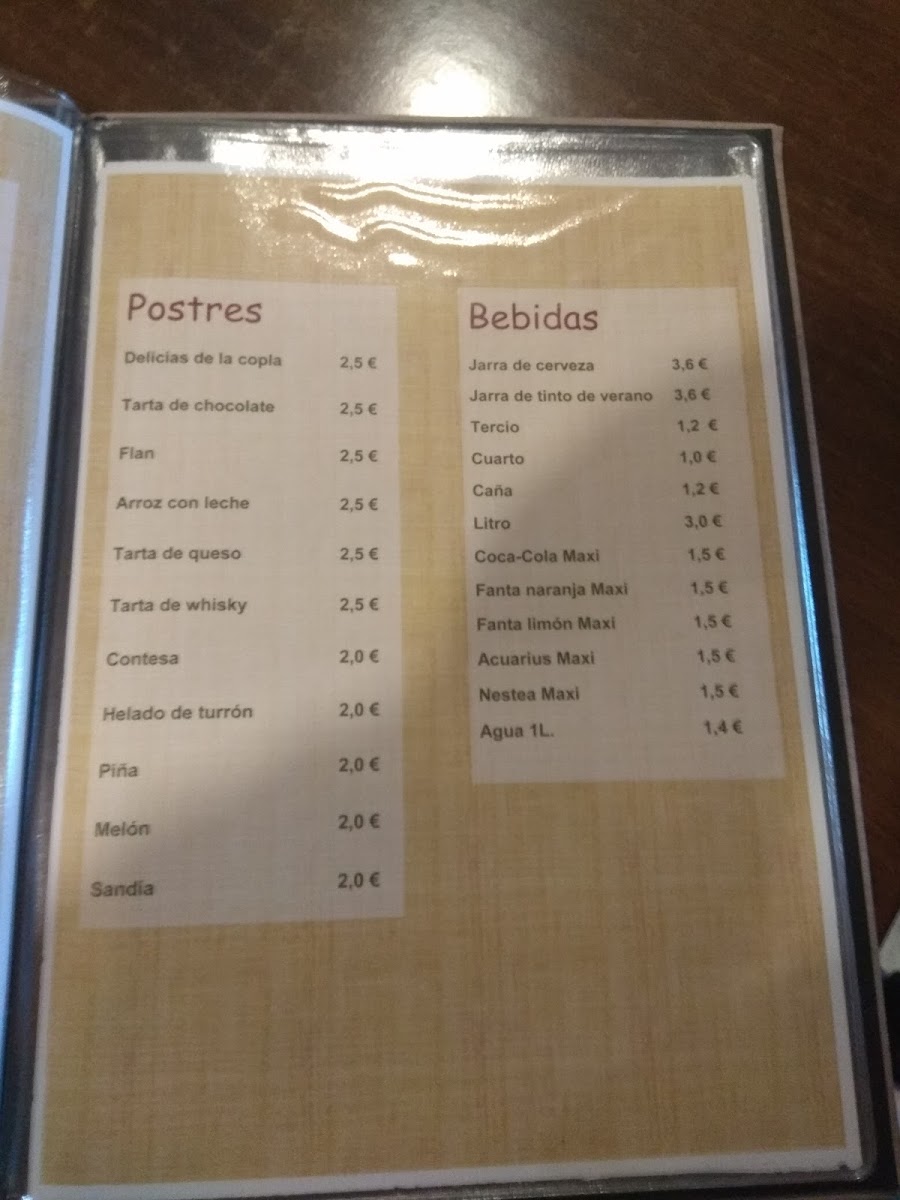 Postres
Delicias de la copla 2,5 €
Tarta de chocolate 2,5 €
Flan 2,5 €
Arroz con leche 2,5 €
Tarta de queso 2,5 €
Tarta de whisky 2,5 €
Contesa 2,0 €
Helado de turrón 2,0 €
Piña 2,0 €
Melón 2,0 €
Sandía 2,0 €
Bebidas
Jarra de cerveza 3,6 €
Jarra de tinto de verano 3,6 €
Tercio 1,2 €
Cuarto 1,0 €
Caña 1,2 €
Litro 3,0 €
Coca-Cola Maxi 1,5 €
Fanta naranja Maxi 1,5 €
Fanta limón Maxi 1,5 €
Acuarius Maxi 1,5 €
Nestea Maxi 1,5 €
Agua 1L. 1,4 €